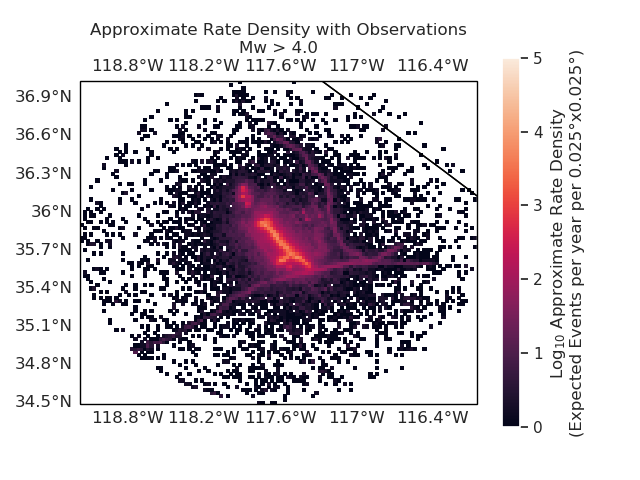 Approximate Rate Density with Observations
Mw > 4.0
118.8°W 118.2°W 117.6°W 117°W 116.4°W
36.9°N
36.6°N
36.3°N
36°N
35.7°N
35.4°N
35.1°N
34.8°N
34.5°N
118.8°W 118.2°W 117.6°W 117°W 116.4°W
5
4
3
2
1
0
Log₁₀ Approximate Rate Density
(Expected Events per year per 0.025°x0.025°)